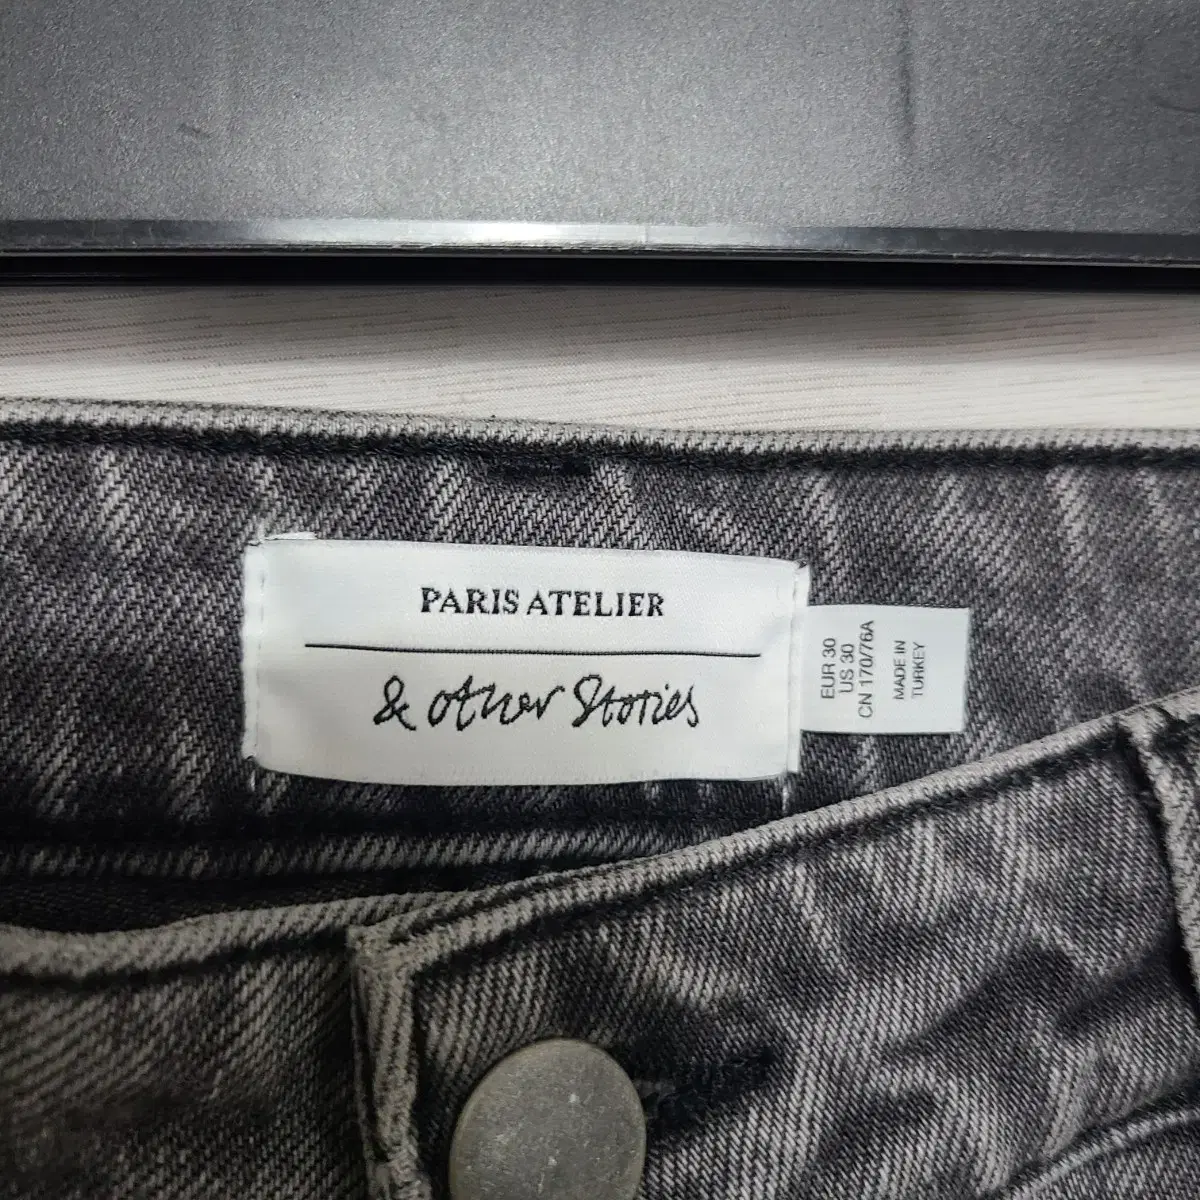 PARIS ATELIER
& other Stories
EUR 30
US 30
CN 170/76A
MADE IN
TURKEY